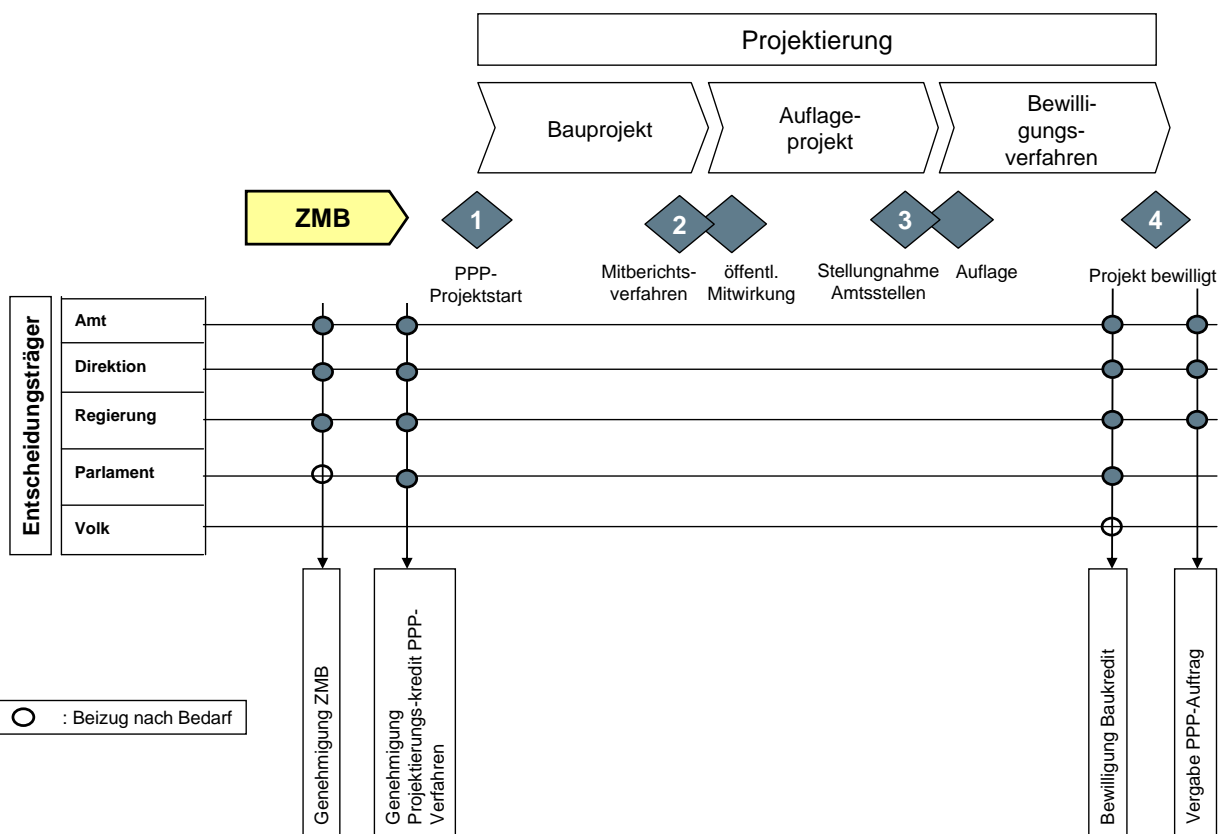 Projektierung
Bauprojekt
Auflage-
projekt
Bewilli-
gungs-
verfahren
ZMB
1
2
3
4
PPP-
Projektstart
Mitberichts-
verfahren
öffentl.
Mitwirkung
Stellungnahme
Amtsstellen
Auflage
Projekt bewilligt
Entscheidungsträger
Amt
Direktion
Regierung
Parlament
Volk
: Beizug nach Bedarf
Genehmigung ZMB
Genehmigung
Projektierungs-kredit PPP-
Verfahren
Bewilligung Baukredit
Vergabe PPP-Auftrag